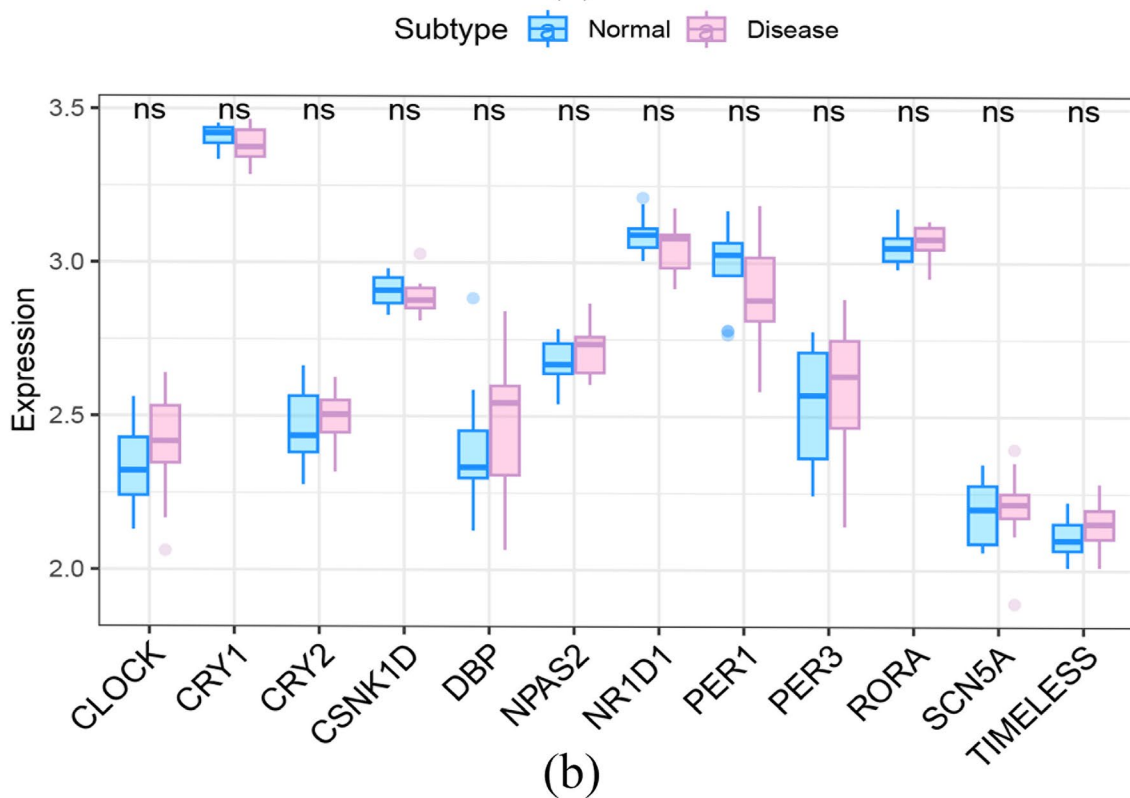 Subtype a Normal a Disease
ns ns ns ns ns ns ns ns ns ns ns ns
3.5
3.0
2.5
2.0
Expression
CLOCK CRY1 CRY2 CSNK1D DBP NPAS2 NR1D1 PER1 PER3 RORA SCN5A TIMELESS
(b)